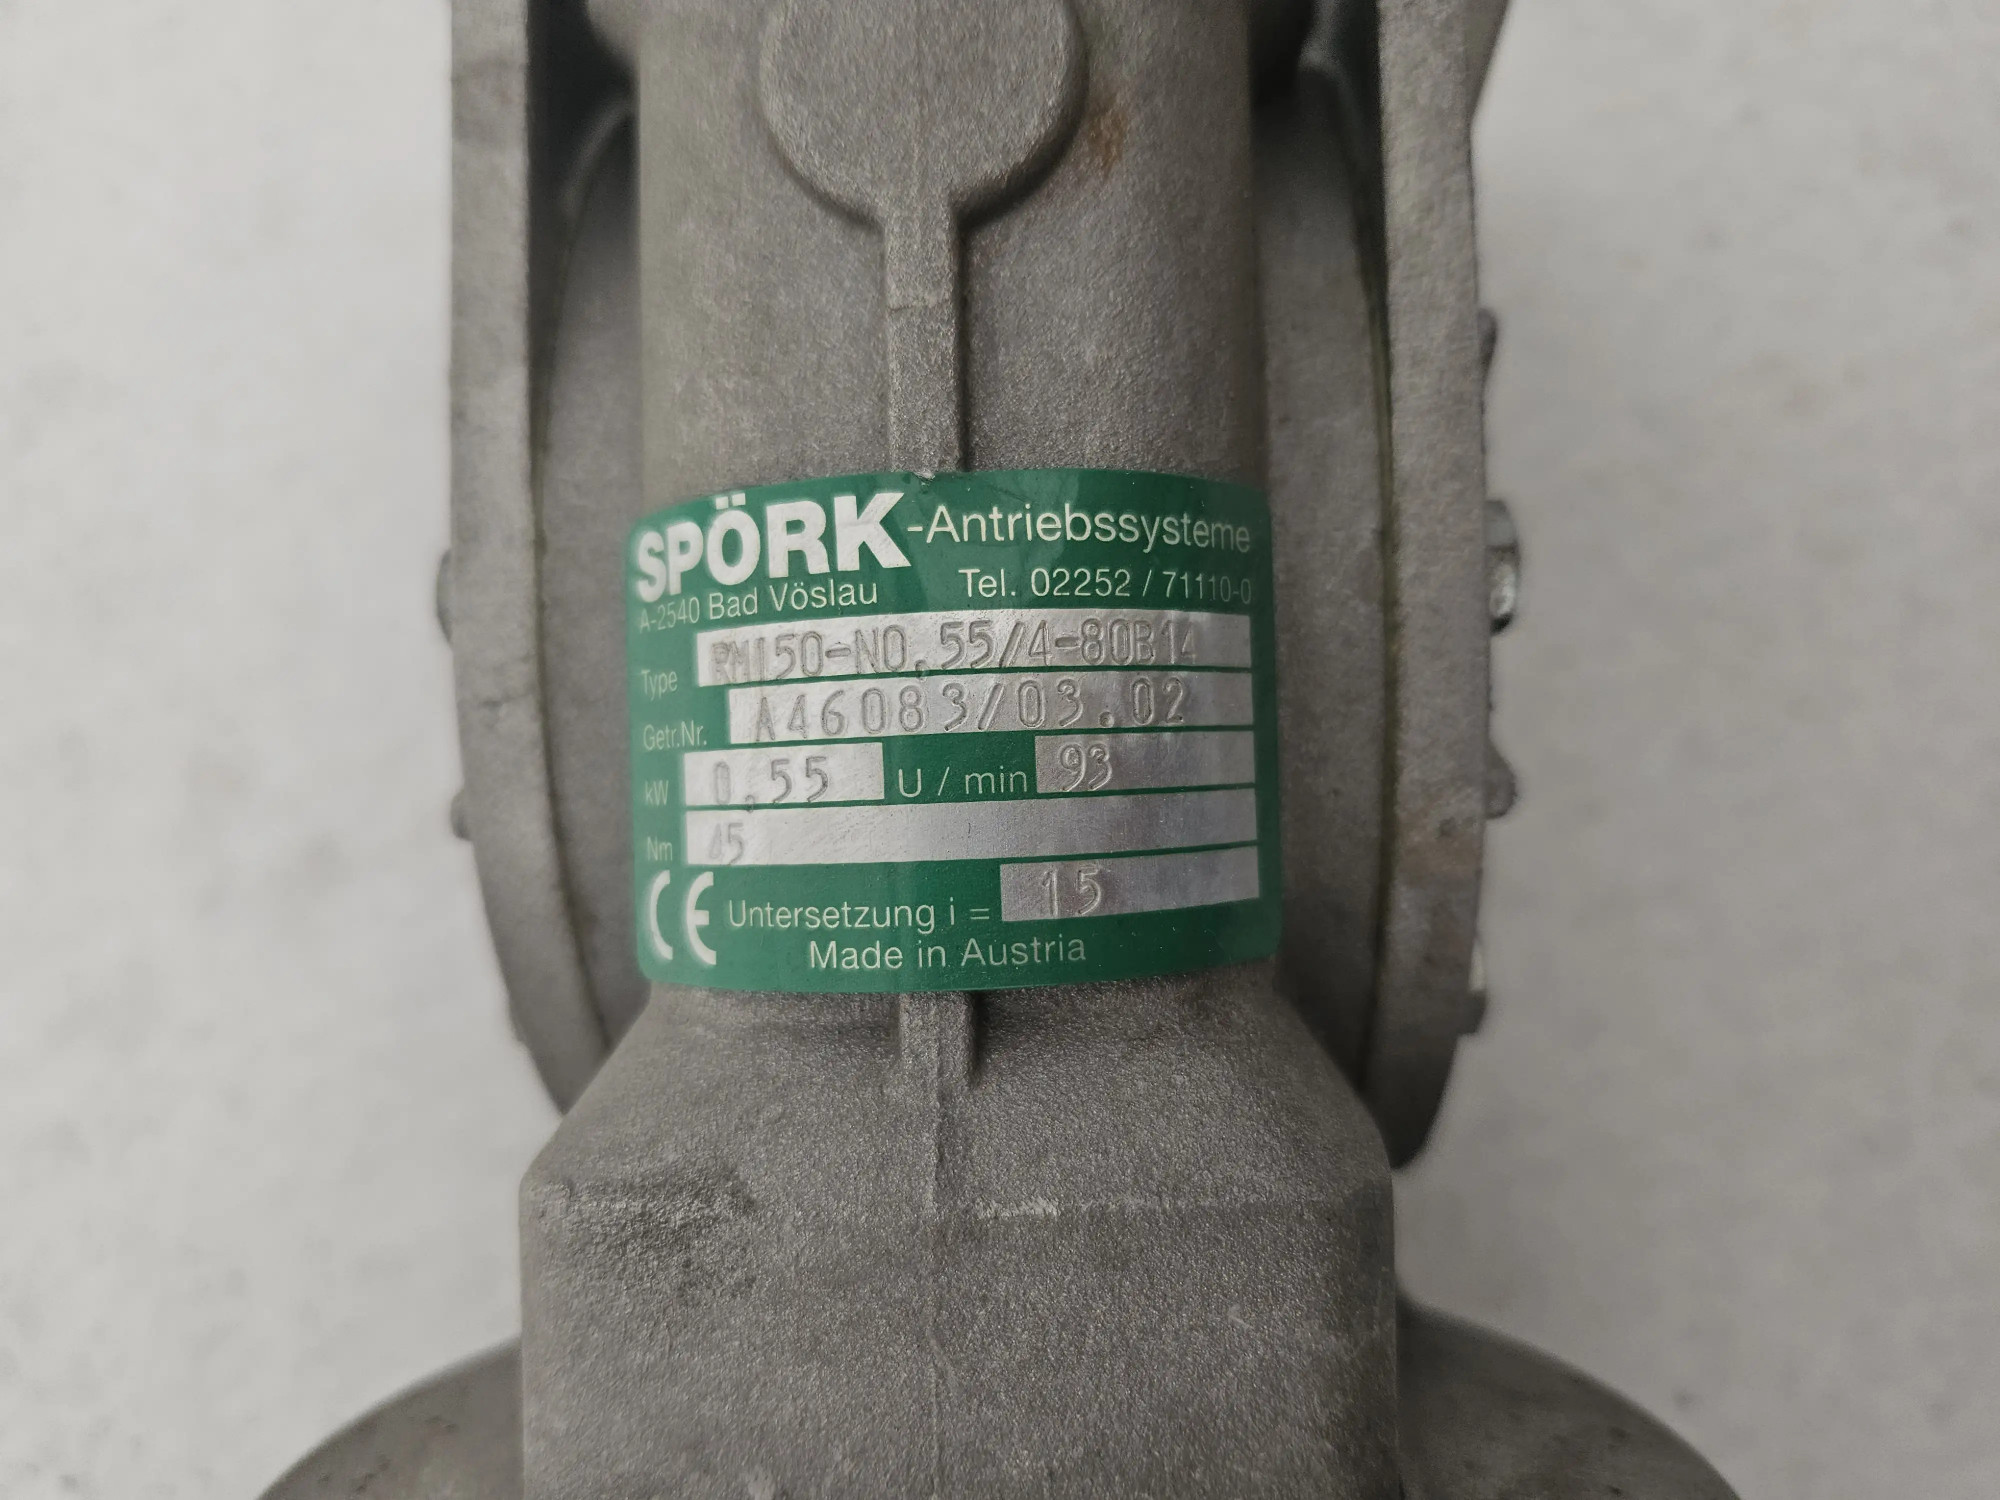 SPÖRK-Antriebssysteme
A-2540 Bad Vöslau Tel. 02252 / 71110-0
Type RMI50-N0,55/4-80B14
Getr.Nr. A46083/03.02
kW 0,55 U / min 93
Nm 45
CE Untersetzung i = 15
Made in Austria